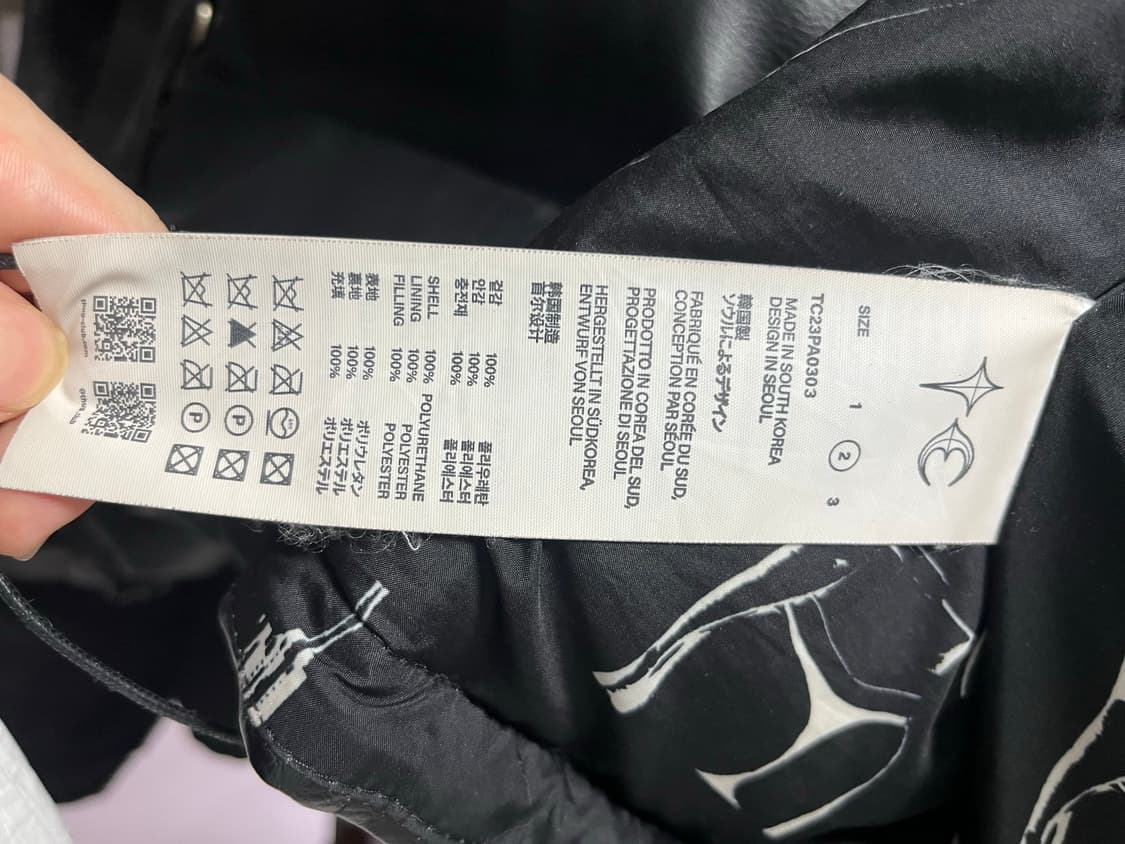 SIZE 1 2 3
TC23PA0303
MADE IN SOUTH KOREA
DESIGN IN SEOUL
韓国製
ソウルによるデザイン
FABRIQUÉ EN CORÉE DU SUD,
CONCEPTION PAR SÉOUL
PRODOTTO IN COREA DEL SUD,
PROGETTAZIONE DI SEOUL
HERGESTELLT IN SÜDKOREA,
ENTWURF VON SEOUL
韩国制造
首尔设计
겉감 100% 폴리우레탄
안감 100% 폴리에스터
충전재 100% 폴리에스터
SHELL 100% POLYURETHANE
LINING 100% POLYESTER
FILLING 100% POLYESTER
表地 100% ポリウレタン
裏地 100% ポリエステル
充填 100% ポリエステル
P
P